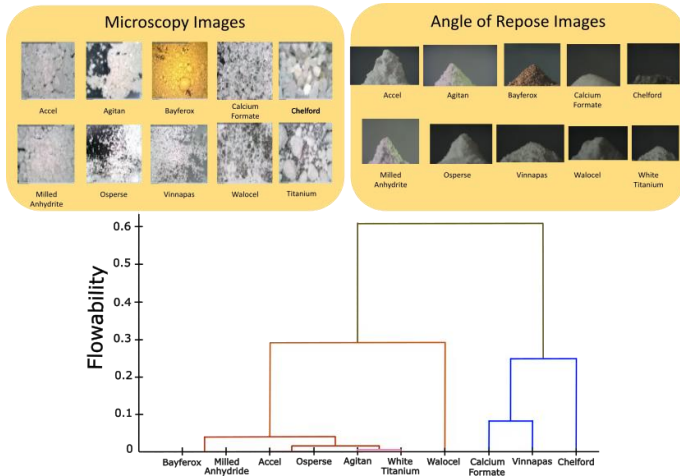 Microscopy Images
Accel Agitan Bayferox Calcium Formate Chelford
Milled Anhydrite Osperse Vinnapas Walocel Titanium
Angle of Repose Images
Accel Agitan Bayferox Calcium Formate Chelford
Milled Anhydrite Osperse Vinnapas Walocel White Titanium
Flowability
0.6
0.5
0.4
0.3
0.2
0.1
0
Bayferox Milled Anhydride Accel Osperse Agitan White Titanium Walocel Calcium Formate Vinnapas Chelford